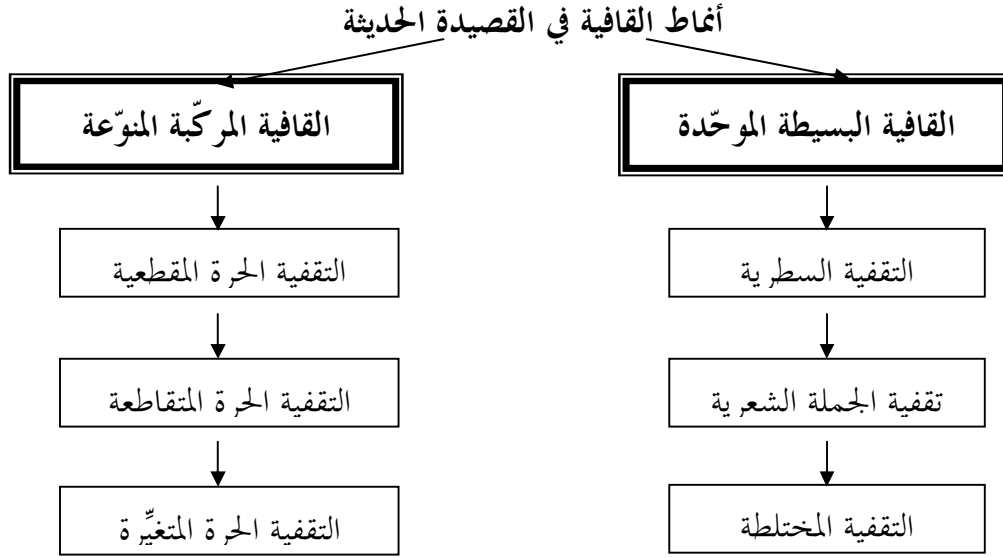 أنماط القافية في القصيدة الحديثة
القافية البسيطة الموحّدة
القافية المركّبة المنوّعة
التقفية السطرية
التقفية الحرة المقطعية
تقفية الجملة الشعرية
التقفية الحرة المتقاطعة
التقفية المختلطة
التقفية الحرة المتغيِّرة